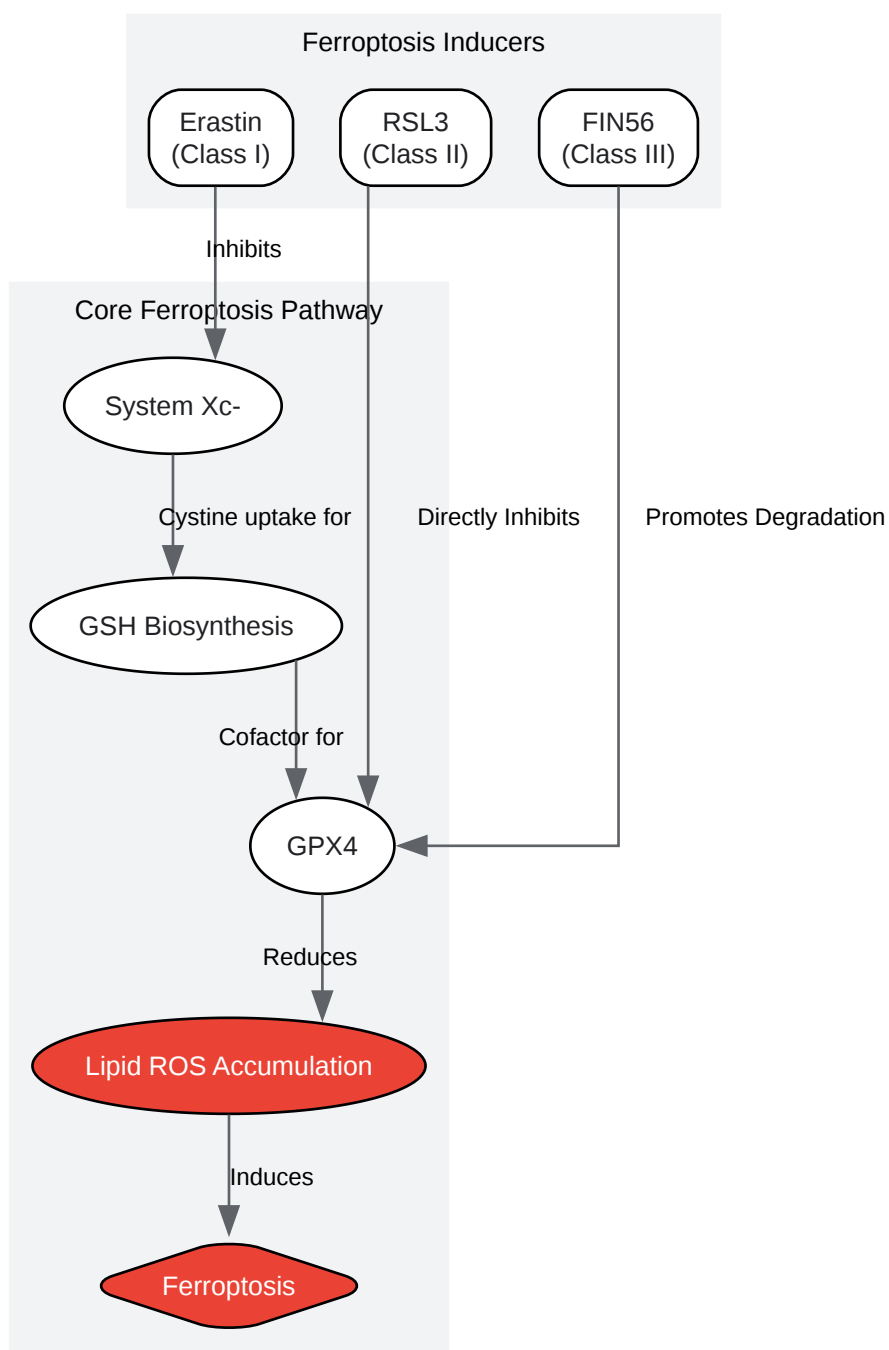 Ferroptosis Inducers
Erastin
(Class I)
RSL3
(Class II)
FIN56
(Class III)
Inhibits
Core Ferroptosis Pathway
System Xc-
Cystine uptake for
Directly Inhibits
Promotes Degradation
GSH Biosynthesis
Cofactor for
GPX4
Reduces
Lipid ROS Accumulation
Induces
Ferroptosis